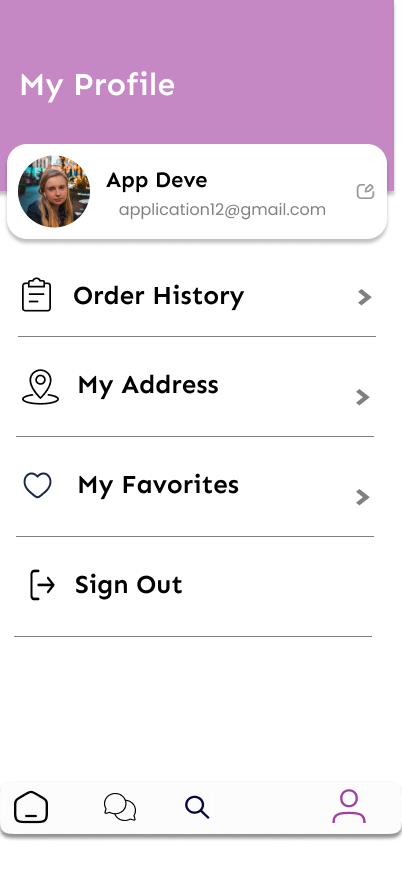 My Profile
App Deve
application12@gmail.com
Order History
My Address
My Favorites
Sign Out